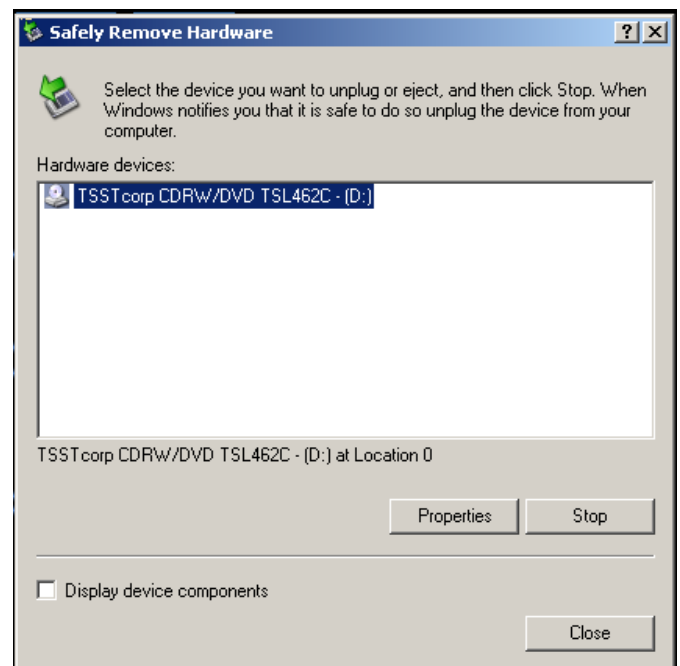 Safely Remove Hardware
Select the device you want to unplug or eject, and then click Stop. When
Windows notifies you that it is safe to do so unplug the device from your
computer.
Hardware devices:
TSSTcorp CDRW/DVD TSL462C - (D:)
TSSTcorp CDRW/DVD TSL462C - (D:) at Location 0
Properties
Stop
Display device components
Close